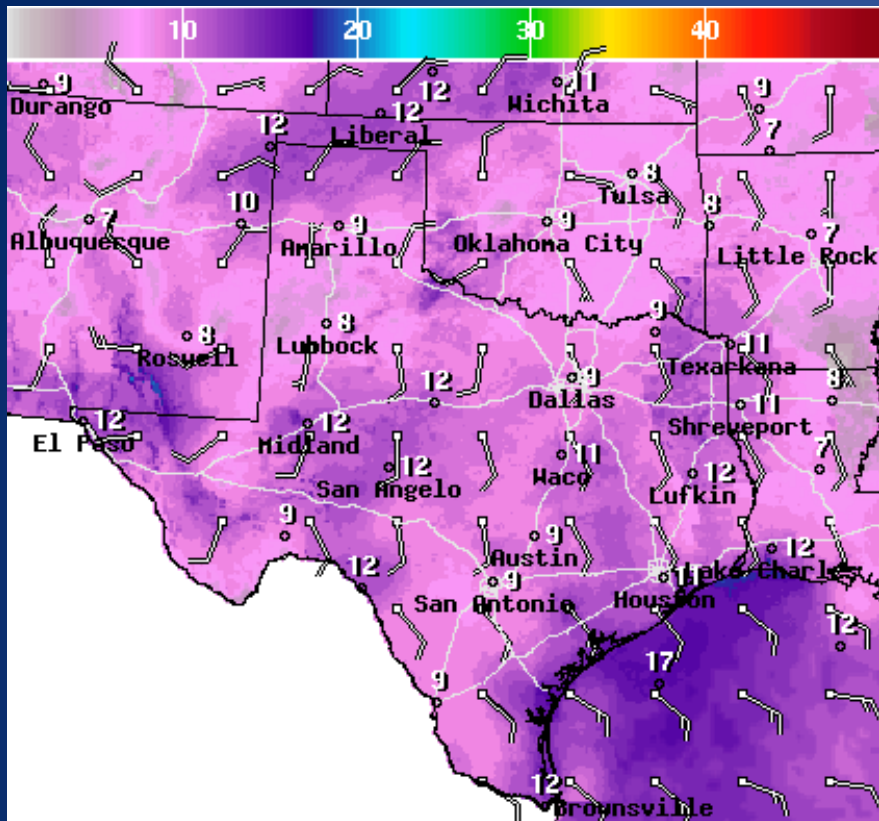 10 20 30 40
9 12 11 9
Durango Wichita
12
12 Liberal 7
8
Tulsa
7 10 9 9 8 7
Albuquerque Amarillo Oklahoma City Little Rock
8 8 9
Roswell Lubbock 11
Texarkana
9
Dallas
12 12 12 11 8
El Paso Midland Shreveport
12 11 12 7
San Angelo Waco Lufkin
9 9 12
Austin
12 9 11 Lake Charles
San Antonio Houston
12
17
9
12
Brownsville